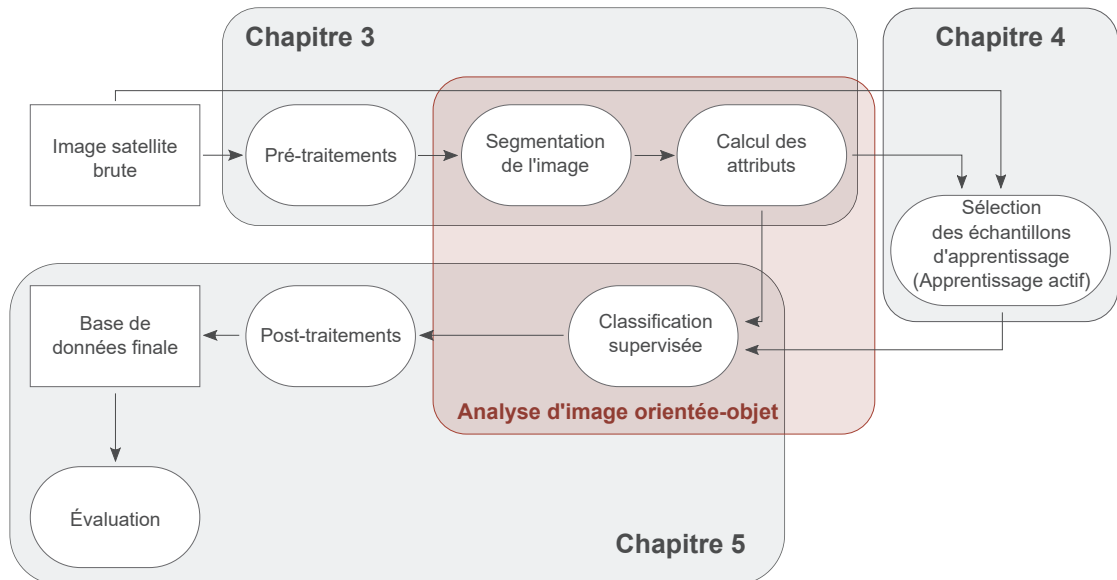 Chapitre 3
Chapitre 4
Image satellite
brute
Pré-traitements
Segmentation
de l'image
Calcul des
attributs
Sélection
des échantillons
d'apprentissage
(Apprentissage actif)
Base de
données finale
Post-traitements
Classification
supervisée
Analyse d'image orientée-objet
Évaluation
Chapitre 5